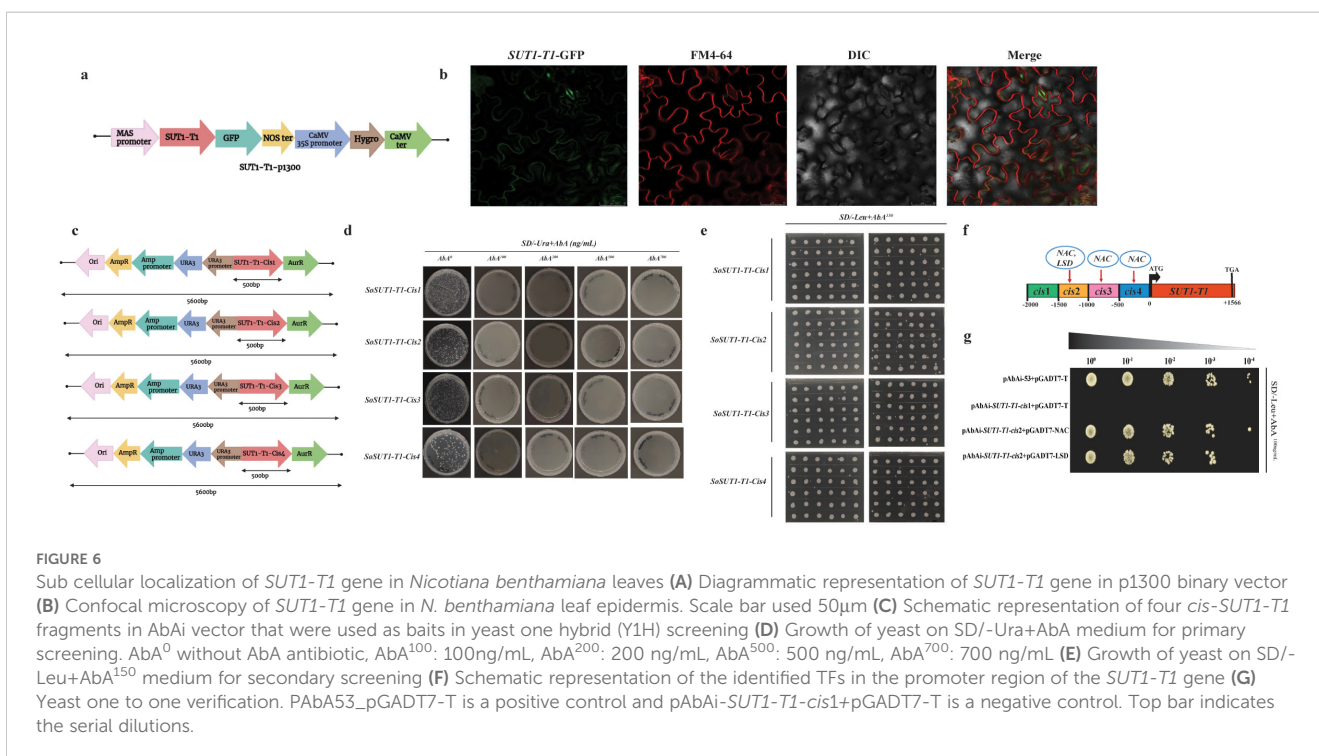 a
MAS
promoter
SUT1-T1
GFP
NOS ter
CaMV
35S promoter
Hygro
CaMV
ter
SUT1-T1-p1300
b
SUT1-T1-GFP
FM4-64
DIC
Merge
c
Ori
AmpR
Amp
promoter
URA3
URA3
promoter
SUT1-T1-Cis1
AurR
500bp
5600bp
Ori
AmpR
Amp
promoter
URA3
URA3
promoter
SUT1-T1-Cis2
AurR
500bp
5600bp
Ori
AmpR
Amp
promoter
URA3
URA3
promoter
SUT1-T1-Cis3
AurR
500bp
5600bp
Ori
AmpR
Amp
promoter
URA3
URA3
promoter
SUT1-T1-Cis4
AurR
500bp
5600bp
d
SD/-Ura+AbA (ng/mL)
AbA⁰ AbA¹⁰⁰ AbA²⁰⁰ AbA⁵⁰⁰ AbA⁷⁰⁰
SoSUT1-T1-Cis1
SoSUT1-T1-Cis2
SoSUT1-T1-Cis3
SoSUT1-T1-Cis4
e
SD/-Leu+AbA¹⁵⁰
SoSUT1-T1-Cis1
SoSUT1-T1-Cis2
SoSUT1-T1-Cis3
SoSUT1-T1-Cis4
f
NAC,
LSD
NAC
NAC
ATG
TGA
cis1 cis2 cis3 cis4 SUT1-T1
-2000 -1500 -1000 -500 0 +1566
g
10⁰ 10⁻¹ 10⁻² 10⁻³ 10⁻⁴
pAbAi-53+pGADT7-T
pAbAi-SUT1-T1-cis1+pGADT7-T
pAbAi-SUT1-T1-cis2+pGADT7-NAC
pAbAi-SUT1-T1-cis2+pGADT7-LSD
SD/-Leu+AbA
FIGURE 6
Sub cellular localization of SUT1-T1 gene in Nicotiana benthamiana leaves (A) Diagrammatic representation of SUT1-T1 gene in p1300 binary vector
(B) Confocal microscopy of SUT1-T1 gene in N. benthamiana leaf epidermis. Scale bar used 50μm (C) Schematic representation of four cis-SUT1-T1
fragments in AbAi vector that were used as baits in yeast one hybrid (Y1H) screening (D) Growth of yeast on SD/-Ura+AbA medium for primary
screening. AbA⁰ without AbA antibiotic, AbA¹⁰⁰: 100ng/mL, AbA²⁰⁰: 200 ng/mL, AbA⁵⁰⁰: 500 ng/mL, AbA⁷⁰⁰: 700 ng/mL (E) Growth of yeast on SD/-
Leu+AbA¹⁵⁰ medium for secondary screening (F) Schematic representation of the identified TFs in the promoter region of the SUT1-T1 gene (G)
Yeast one to one verification. PAbA53_pGADT7-T is a positive control and pAbAi-SUT1-T1-cis1+pGADT7-T is a negative control. Top bar indicates
the serial dilutions.